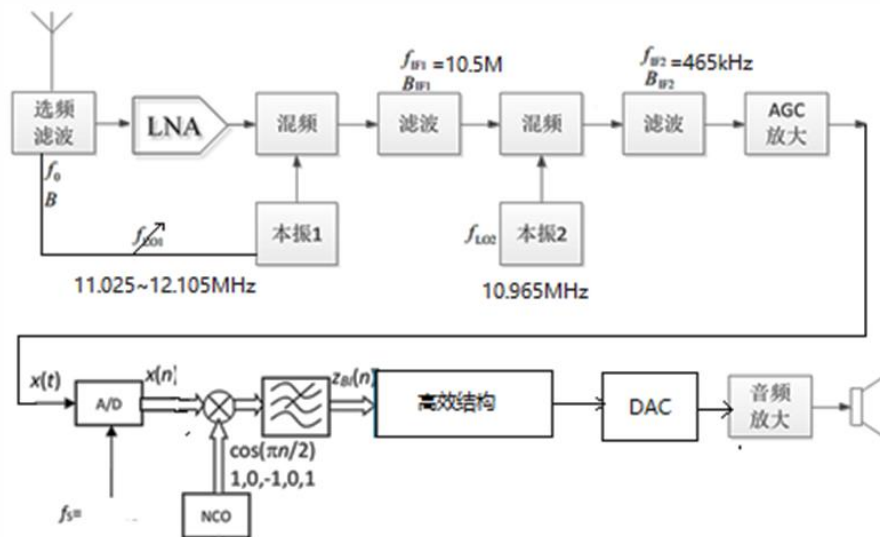 f_IF1 =10.5M
B_IF1
f_IF2 =465kHz
B_IF2
选频
滤波
LNA
混频
滤波
混频
滤波
AGC
放大
f_0
B
f_LO1
本振1
f_LO2
本振2
11.025~12.105MHz
10.965MHz
x(t)
x(n)
z_BI(n)
A/D
高效结构
DAC
音频
放大
cos(πn/2)
1,0,-1,0,1
f_S=
NCO